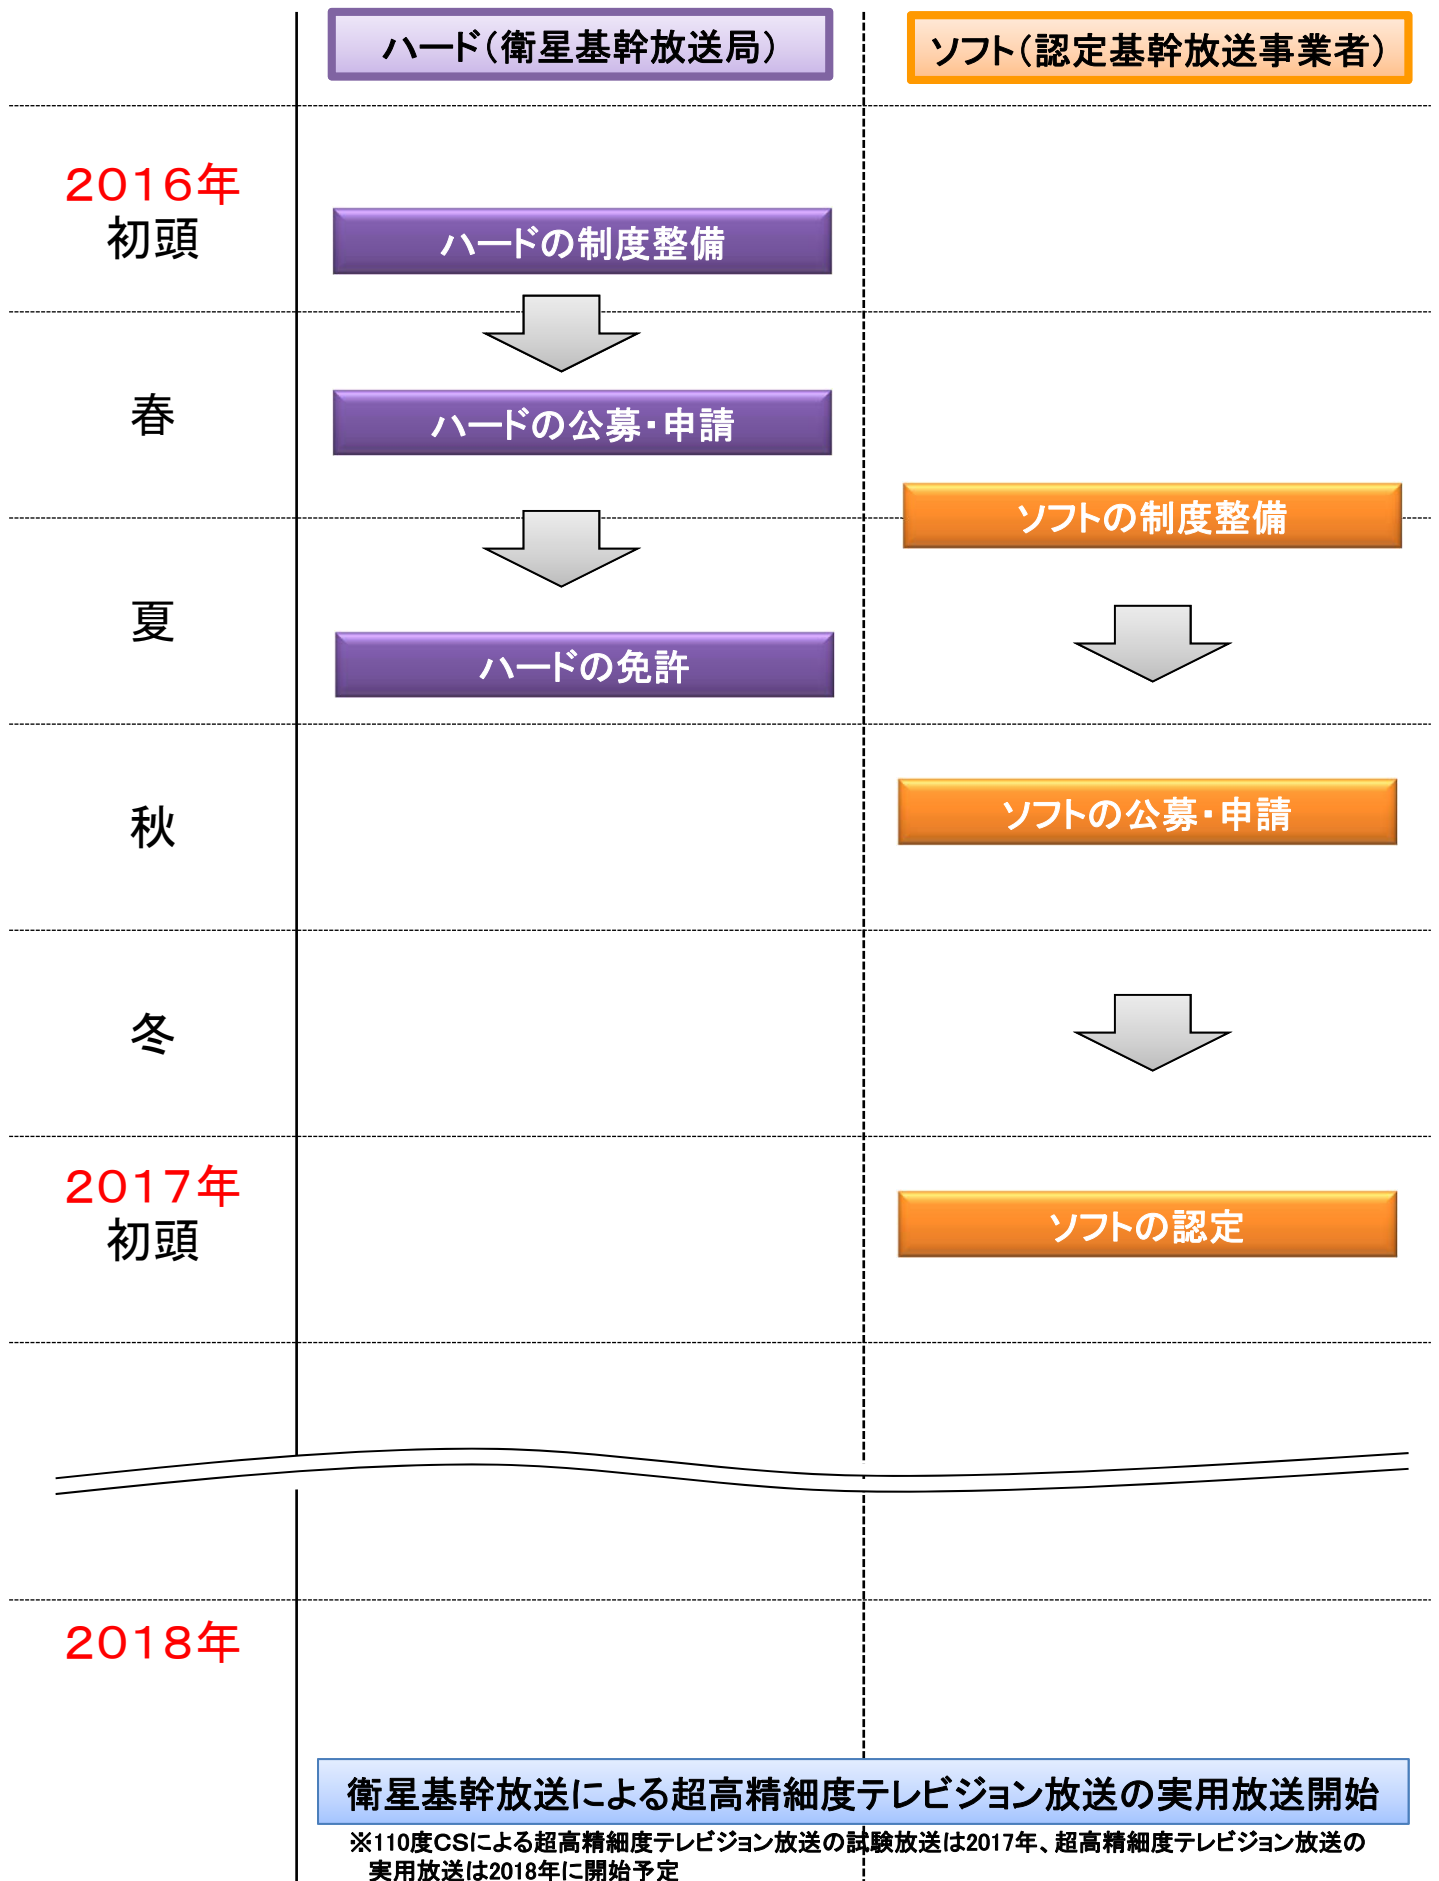 ハード(衛星基幹放送局)
ソフト(認定基幹放送事業者)
2016年
初頭
ハードの制度整備
春
ハードの公募・申請
ソフトの制度整備
夏
ハードの免許
秋
ソフトの公募・申請
冬
2017年
初頭
ソフトの認定
2018年
衛星基幹放送による超高精細度テレビジョン放送の実用放送開始
※110度CSによる超高精細度テレビジョン放送の試験放送は2017年、超高精細度テレビジョン放送の
実用放送は2018年に開始予定